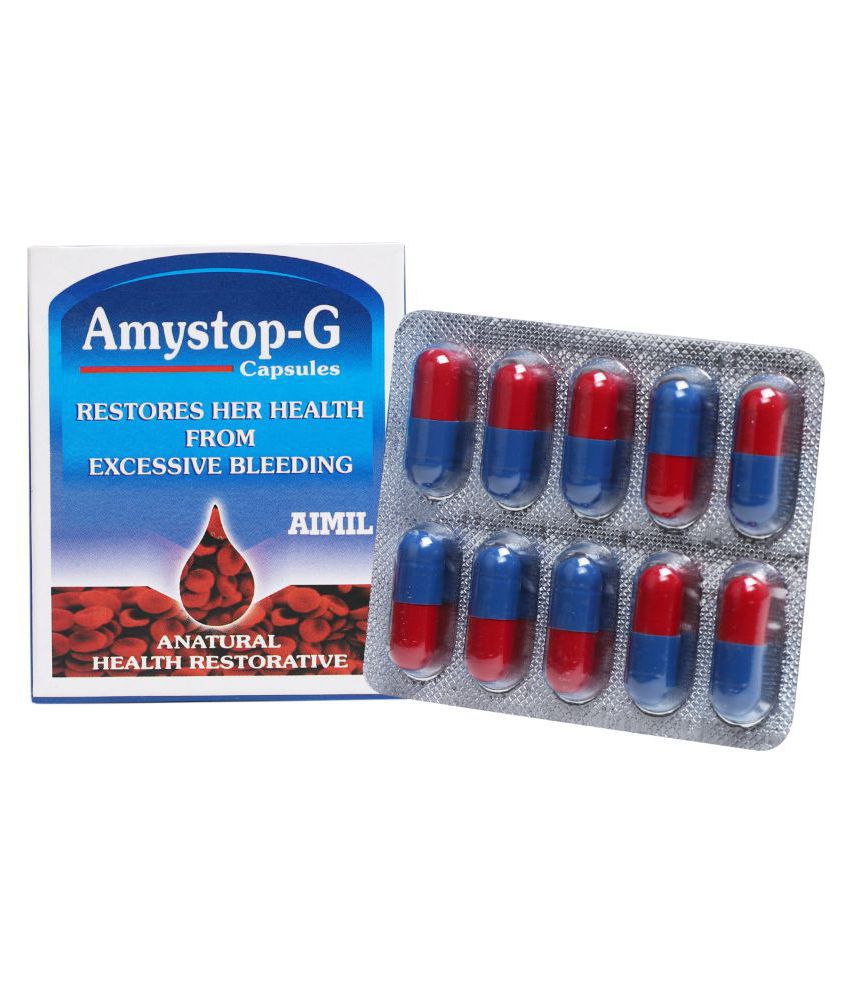 Amystop-G
Capsules
RESTORES HER HEALTH
FROM
EXCESSIVE BLEEDING
AIMIL
ANATURAL
HEALTH RESTORATIVE